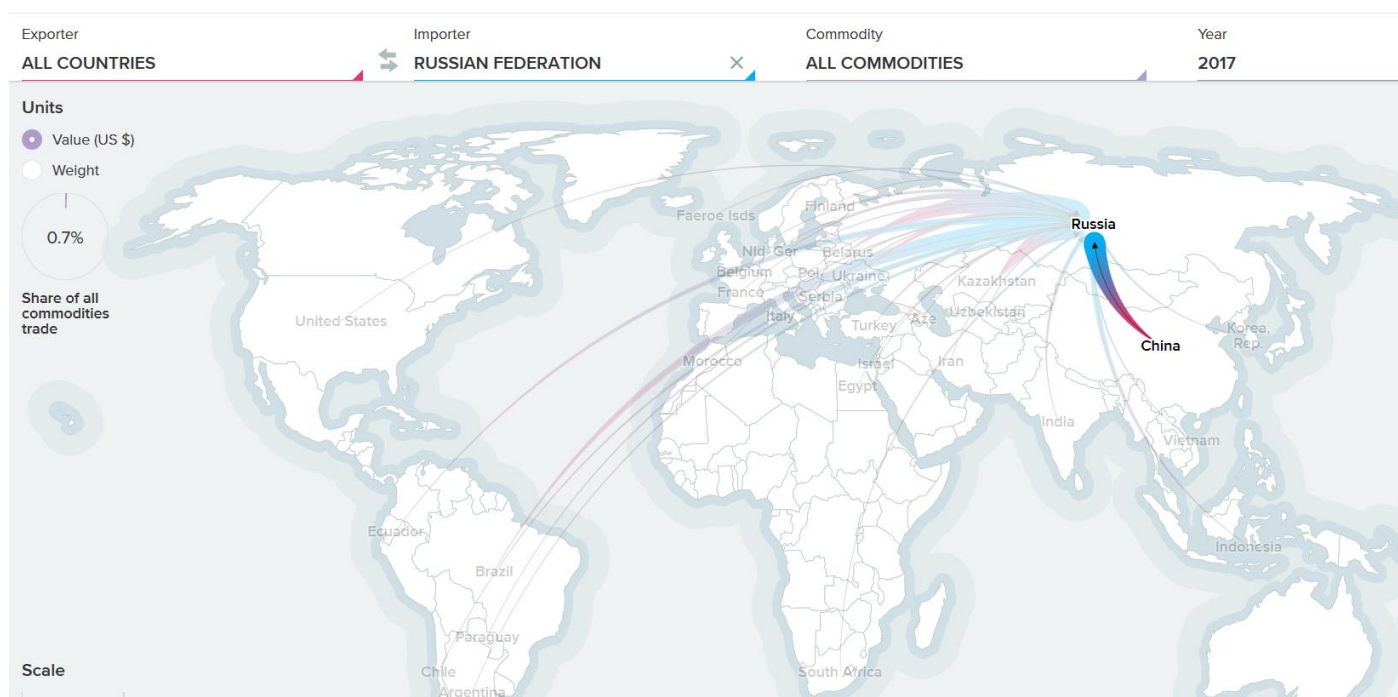 Exporter
ALL COUNTRIES
Importer
RUSSIAN FEDERATION
Commodity
ALL COMMODITIES
Year
2017
Units
Value (US $)
Weight
0.7%
Share of all
commodities
trade
Faeroe Isds
Finland
Russia
Nld
Ger
Belarus
Belgium
Pol
Ukraine
France
Serbia
Kazakhstan
United States
Italy
Turkey
Aze
Uzbekistan
Korea,
Rep.
China
Morocco
Israel
Iran
Egypt
India
Vietnam
Ecuador
Indonesia
Brazil
Paraguay
Chile
South Africa
Argentina
Scale